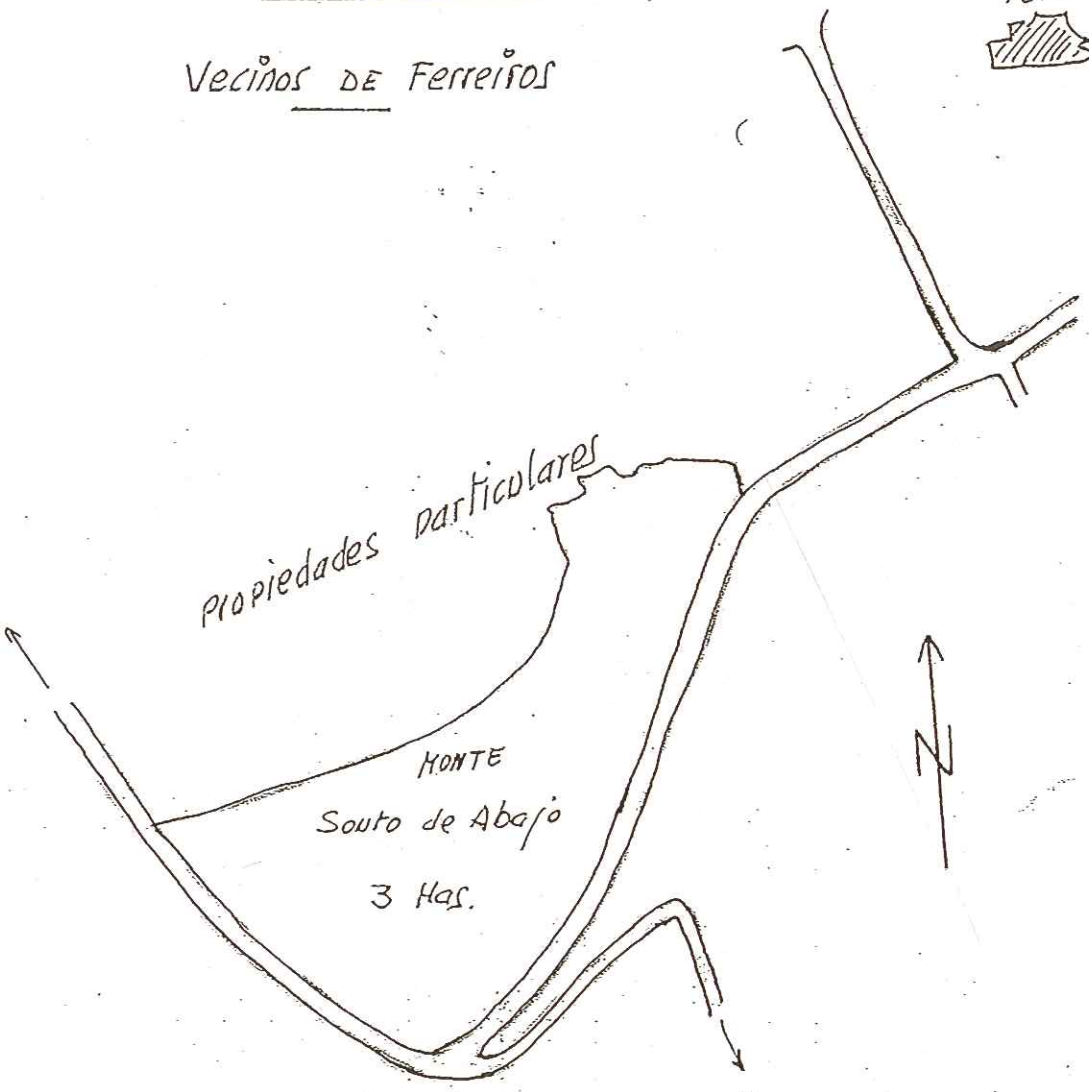 Vecinos DE Ferreiros
Propiedades Particulares
MONTE
Souto de Abajo
3 Has.
N